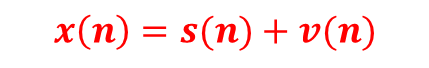 x(n) = s(n) + v(n)